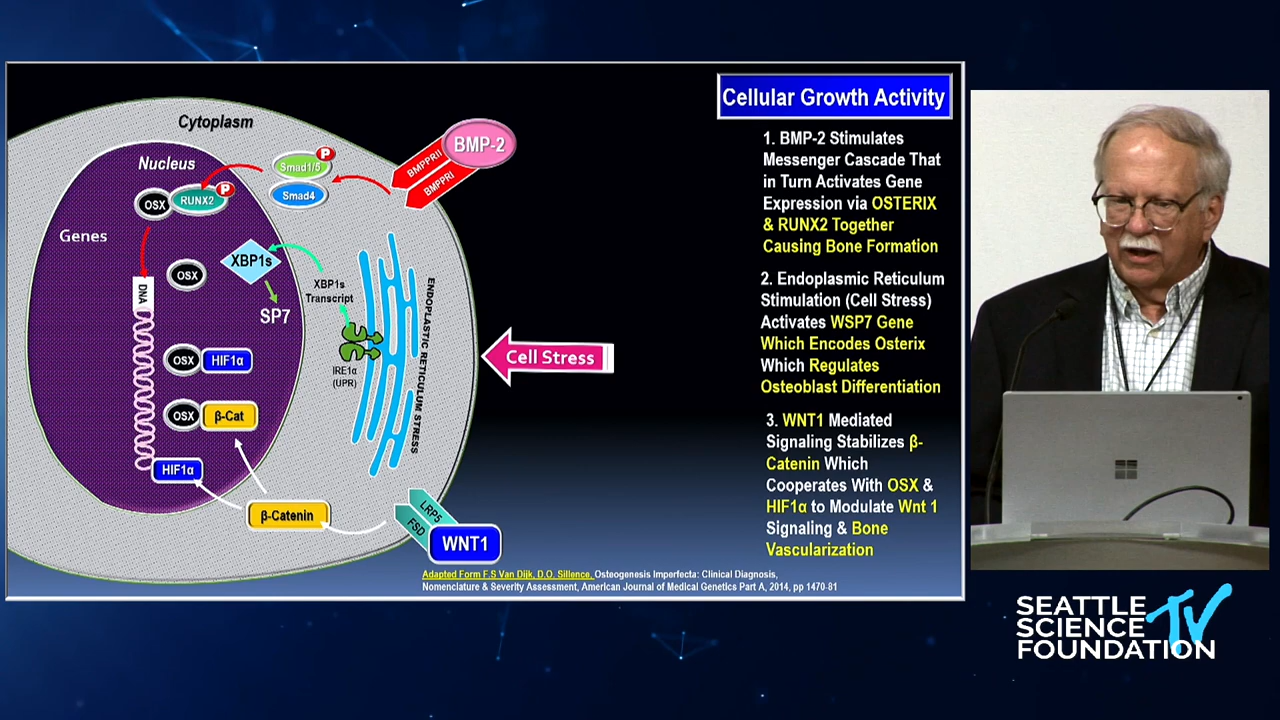 Cellular Growth Activity
Cytoplasm
Nucleus
Genes
OSX
RUNX2
P
Smad1/5
P
Smad4
BMPPRII
BMPPRI
BMP-2
XBP1s
SP7
OSX
XBP1s
Transcript
DNA
IRE1α
(UPR)
ENDOPLASTIC RETICULUM STRESS
Cell Stress
OSX
HIF1α
OSX
β-Cat
HIF1α
β-Catenin
LRP5
FSD
WNT1
1. BMP-2 Stimulates
Messenger Cascade That
in Turn Activates Gene
Expression via OSTERIX
& RUNX2 Together
Causing Bone Formation
2. Endoplasmic Reticulum
Stimulation (Cell Stress)
Activates WSP7 Gene
Which Encodes Osterix
Which Regulates
Osteoblast Differentiation
3. WNT1 Mediated
Signaling Stabilizes β-
Catenin Which
Cooperates With OSX &
HIF1α to Modulate Wnt 1
Signaling & Bone
Vascularization
Adapted Form F.S Van Dijk, D.O. Sillence, Osteogenesis Imperfecta: Clinical Diagnosis,
Nomenclature & Severity Assessment, American Journal of Medical Genetics Part A, 2014, pp 1470-81
SEATTLE
SCIENCE
FOUNDATION
TV